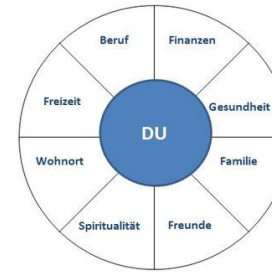 Beruf
Finanzen
Freizeit
Gesundheit
DU
Wohnort
Familie
Spiritualität
Freunde